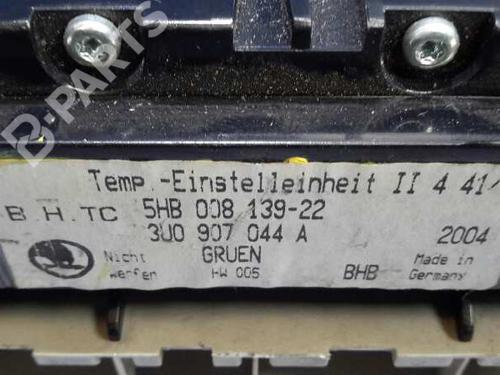 B-PARTS
Temp.-Einstelleinheit II 4 414
B.H.TC 5HB 008 139-22
3U0 907 044 A 2004
Nicht werfen GRUEN HW 005 BHB Made in Germany